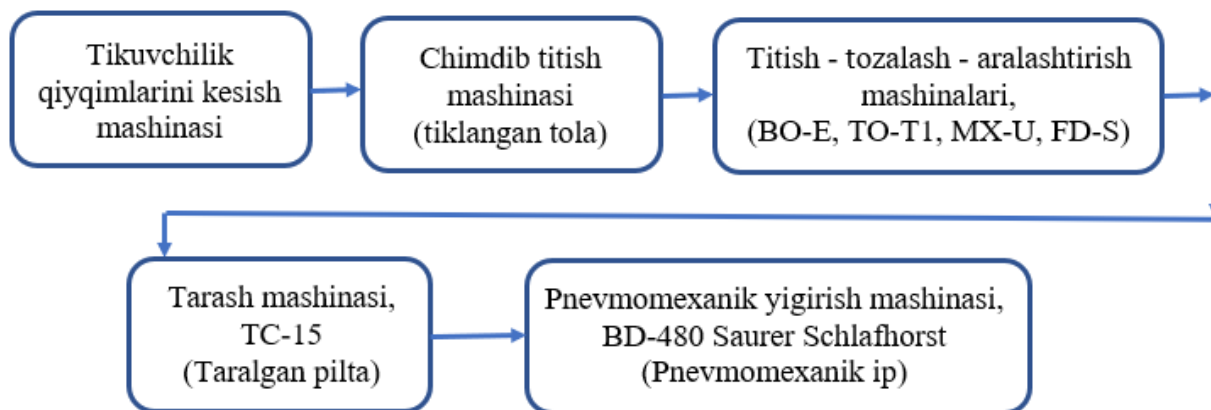 Tikuvchilik
qiyqimlarini kesish
mashinasi
Chimdib titish
mashinasi
(tiklangan tola)
Titish - tozalash - aralashtirish
mashinalari,
(BO-E, TO-T1, MX-U, FD-S)
Tarash mashinasi,
TC-15
(Taralgan pilta)
Pnevmomexanik yigirish mashinasi,
BD-480 Saurer Schlafhorst
(Pnevmomexanik ip)